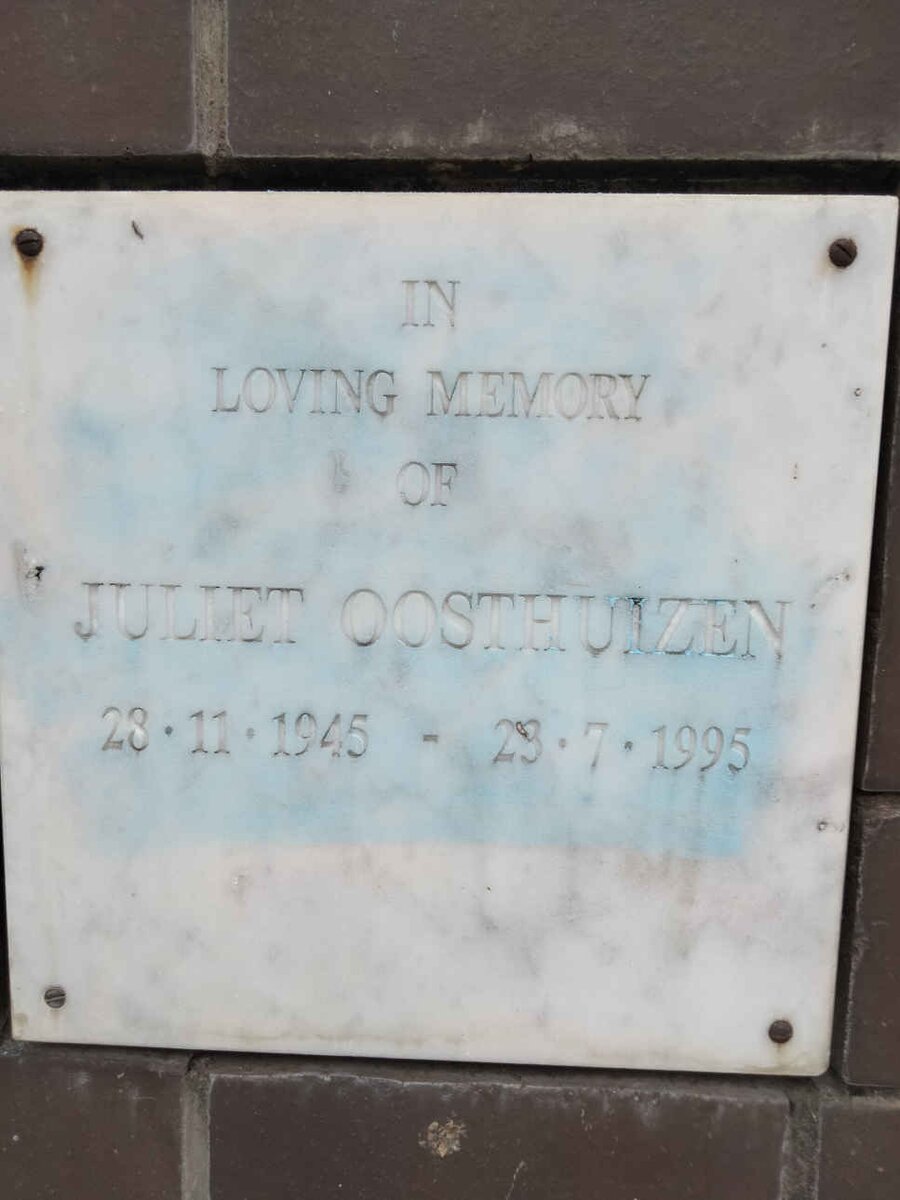 IN
LOVING MEMORY
OF
JULIET OOSTHUIZEN
28·11·1945 - 23·7·1995